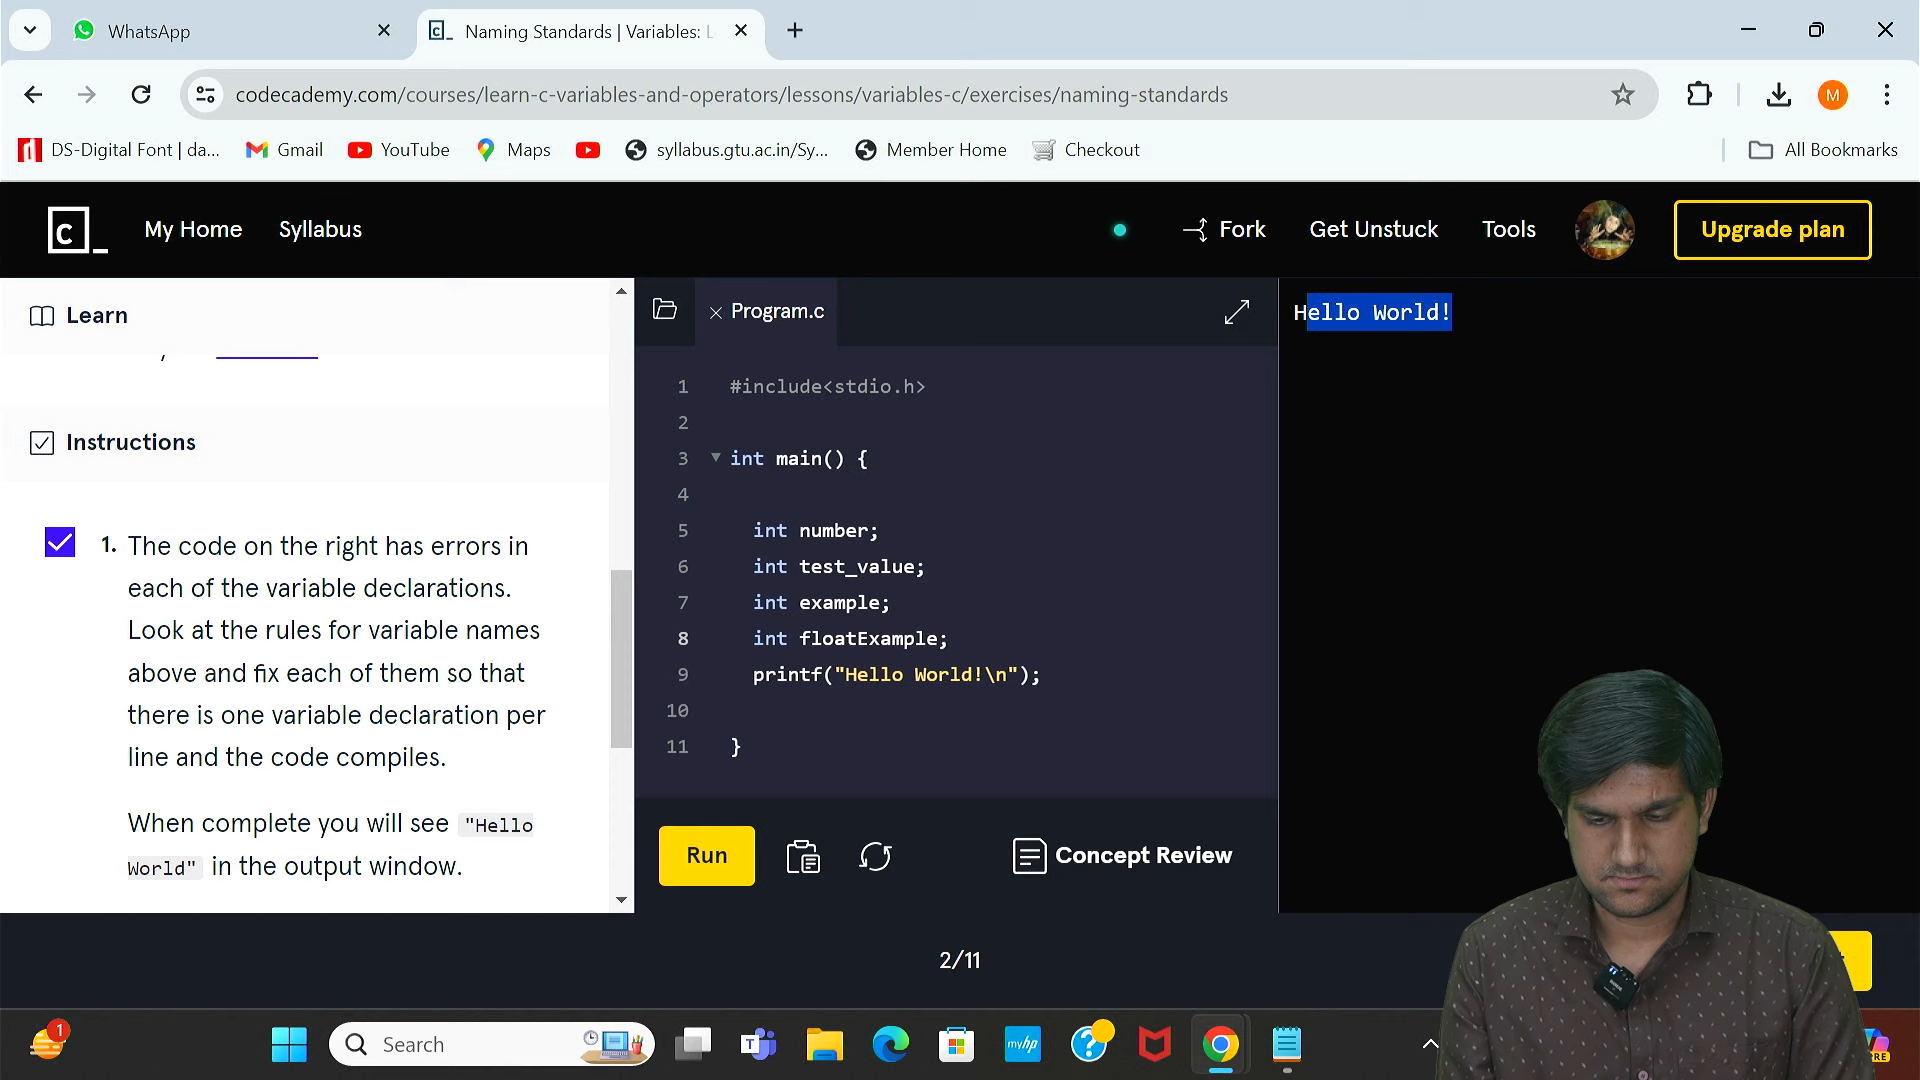 WhatsApp
c_ Naming Standards | Variables: L
codecademy.com/courses/learn-c-variables-and-operators/lessons/variables-c/exercises/naming-standards
M
DS-Digital Font | da...
Gmail
YouTube
Maps
syllabus.gtu.ac.in/Sy...
Member Home
Checkout
All Bookmarks
c_
My Home
Syllabus
Fork
Get Unstuck
Tools
Upgrade plan
Learn
Instructions
1. The code on the right has errors in
each of the variable declarations.
Look at the rules for variable names
above and fix each of them so that
there is one variable declaration per
line and the code compiles.
When complete you will see "Hello
World" in the output window.
Program.c
1 #include<stdio.h>
2
3 int main() {
4
5 int number;
6 int test_value;
7 int example;
8 int floatExample;
9 printf("Hello World!\n");
10
11 }
Run
Concept Review
Hello World!
2/11
1
Search
T
myhp
?
PRE